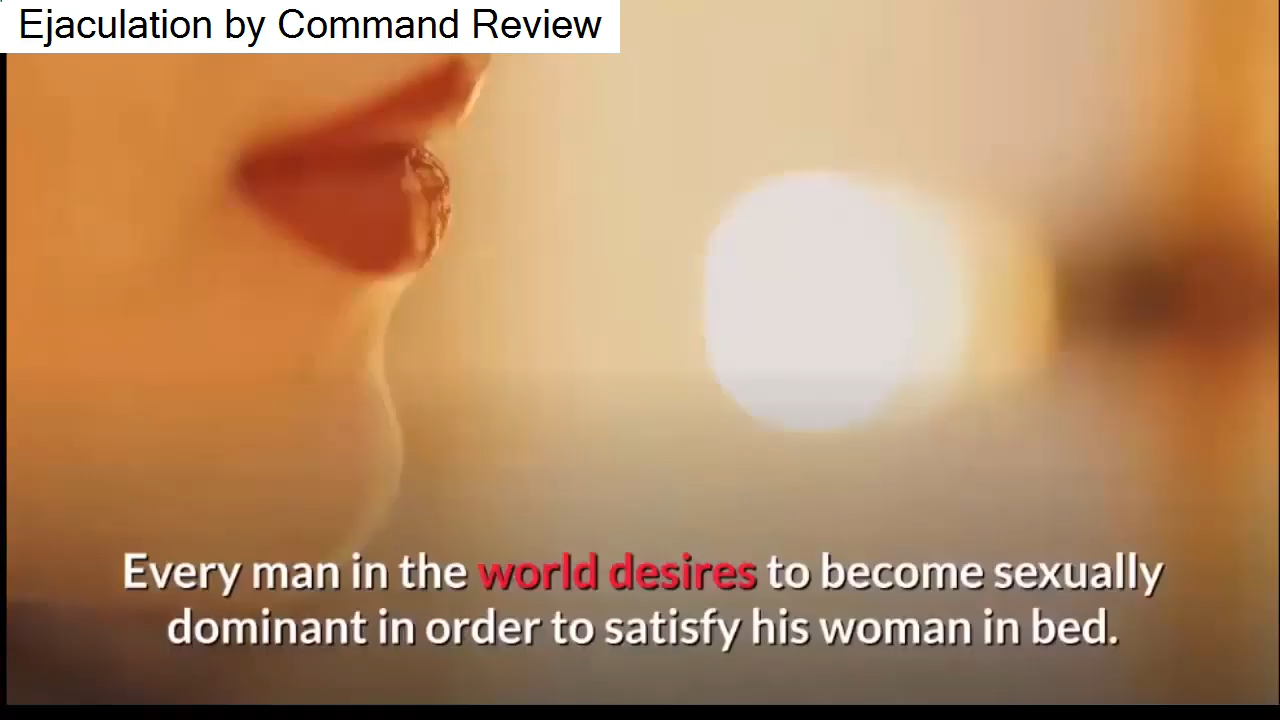 Ejaculation by Command Review
Every man in the world desires to become sexually
dominant in order to satisfy his woman in bed.